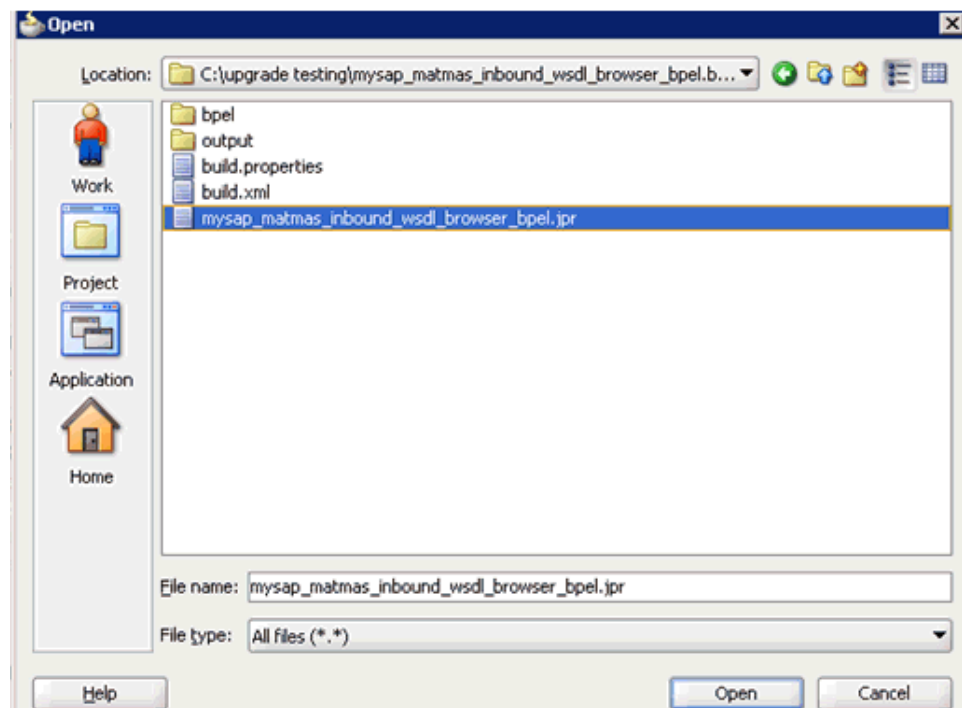 Open
Location: C:\upgrade testing\mysap_matmas_inbound_wsdl_browser_bpel.b...
bpel
output
build.properties
build.xml
mysap_matmas_inbound_wsdl_browser_bpel.jpr
Work
Project
Application
Home
File name: mysap_matmas_inbound_wsdl_browser_bpel.jpr
File type: All files (*.*)
Help Open Cancel